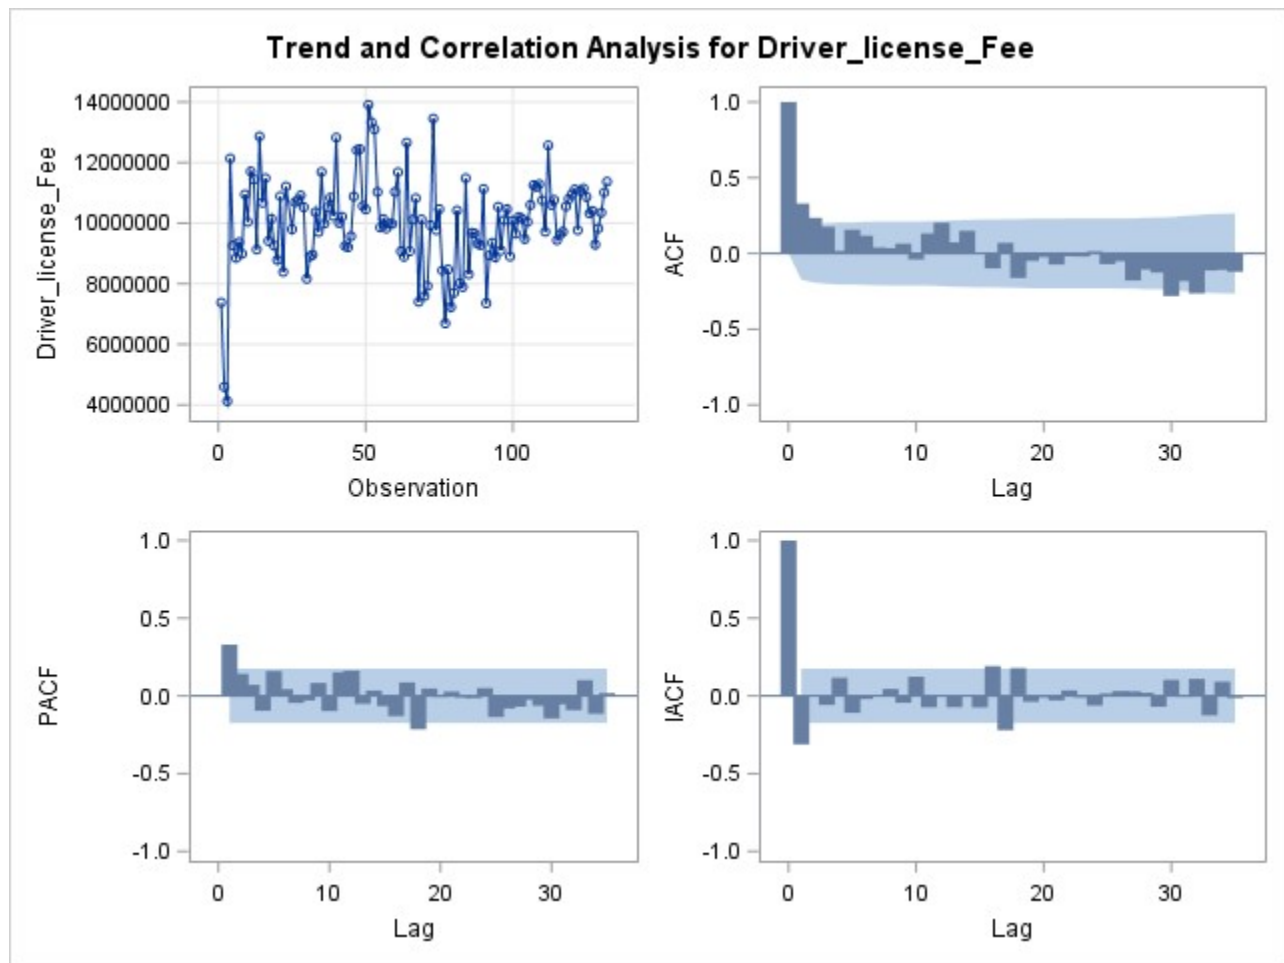 Trend and Correlation Analysis for Driver_license_Fee
Driver_license_Fee
14000000
12000000
10000000
8000000
6000000
4000000
0 50 100
Observation
ACF
1.0
0.5
0.0
-0.5
-1.0
0 10 20 30
Lag
PACF
1.0
0.5
0.0
-0.5
-1.0
0 10 20 30
Lag
IACF
1.0
0.5
0.0
-0.5
-1.0
0 10 20 30
Lag